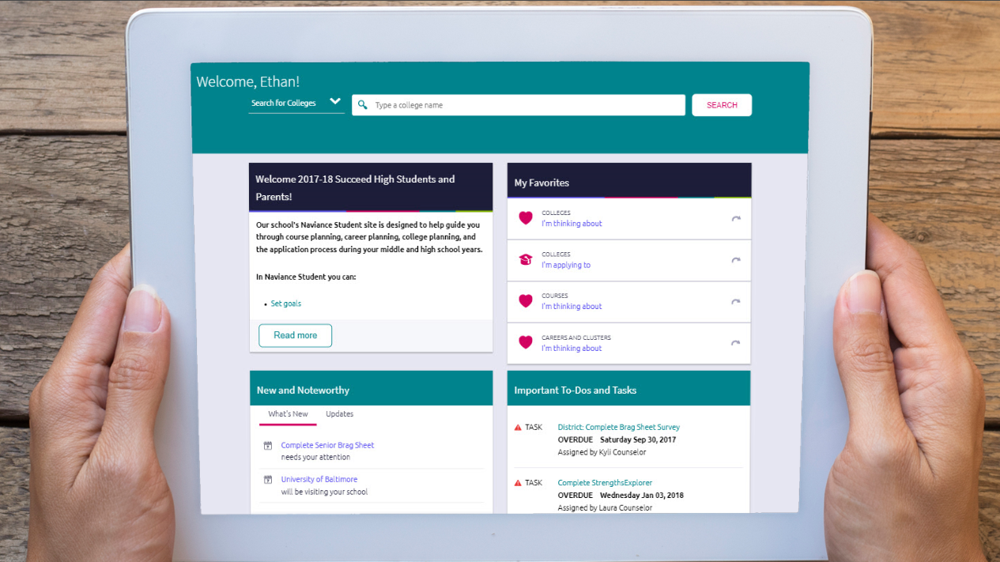 Welcome, Ethan!
Search for Colleges
Type a college name
SEARCH
Welcome 2017-18 Succeed High Students and
Parents!
Our school's Naviance Student site is designed to help guide you
through course planning, career planning, college planning, and
the application process during your middle and high school years.
In Naviance Student you can:
• Set goals
Read more
My Favorites
COLLEGES
I'm thinking about
COLLEGES
I'm applying to
COURSES
I'm thinking about
CAREERS AND CLUSTERS
I'm thinking about
New and Noteworthy
What's New Updates
Complete Senior Brag Sheet
needs your attention
University of Baltimore
will be visiting your school
Important To-Dos and Tasks
TASK District: Complete Brag Sheet Survey
OVERDUE Saturday Sep 30, 2017
Assigned by Kyli Counselor
TASK Complete StrengthsExplorer
OVERDUE Wednesday Jan 03, 2018
Assigned by Laura Counselor